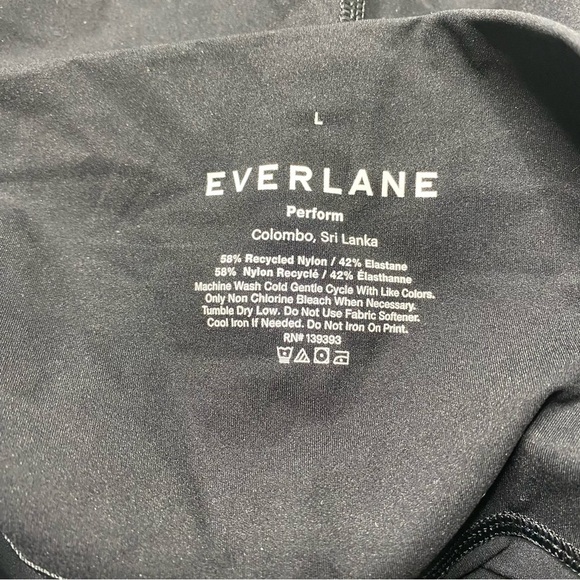 L
EVERLANE
Perform
Colombo, Sri Lanka
58% Recycled Nylon / 42% Elastane
58% Nylon Recyclé / 42% Élasthanne
Machine Wash Cold Gentle Cycle With Like Colors.
Only Non Chlorine Bleach When Necessary.
Tumble Dry Low. Do Not Use Fabric Softener.
Cool Iron If Needed. Do Not Iron On Print.
RN# 139393